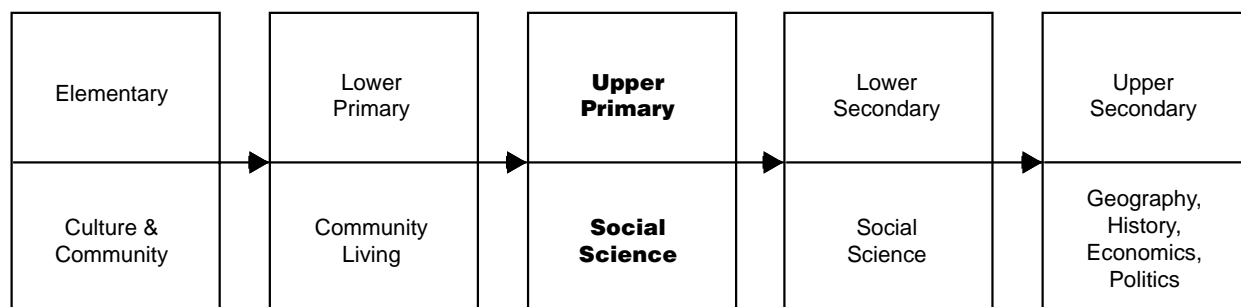 Elementary
Lower
Primary
Upper
Primary
Lower
Secondary
Upper
Secondary
Culture &
Community
Community
Living
Social
Science
Social
Science
Geography,
History,
Economics,
Politics